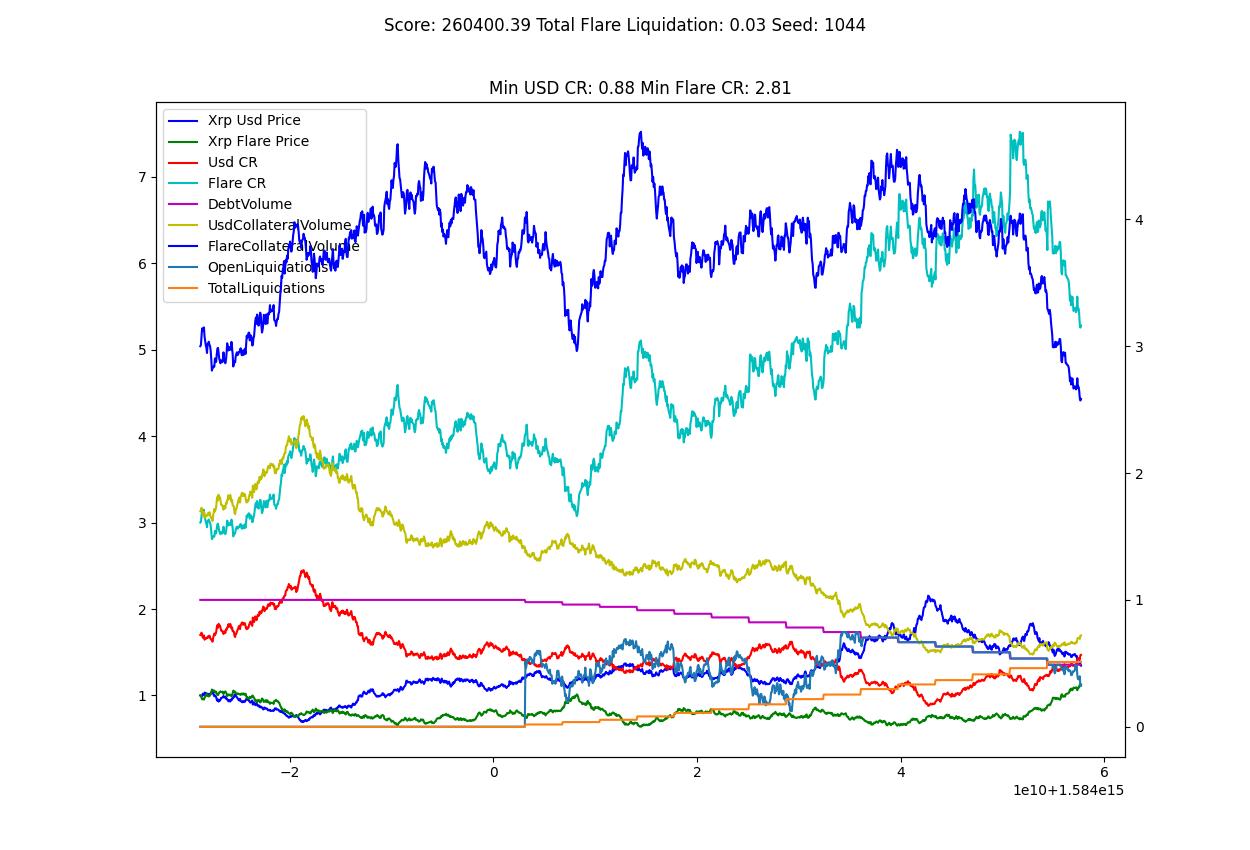 Score: 260400.39 Total Flare Liquidation: 0.03 Seed: 1044
Min USD CR: 0.88 Min Flare CR: 2.81
Xrp Usd Price
Xrp Flare Price
Usd CR
Flare CR
DebtVolume
UsdCollateralVolume
FlareCollateralVolume
OpenLiquidations
TotalLiquidations
7
6
5
4
3
2
1
4
3
2
1
0
−2
0
2
4
6
1e10+1.584e15